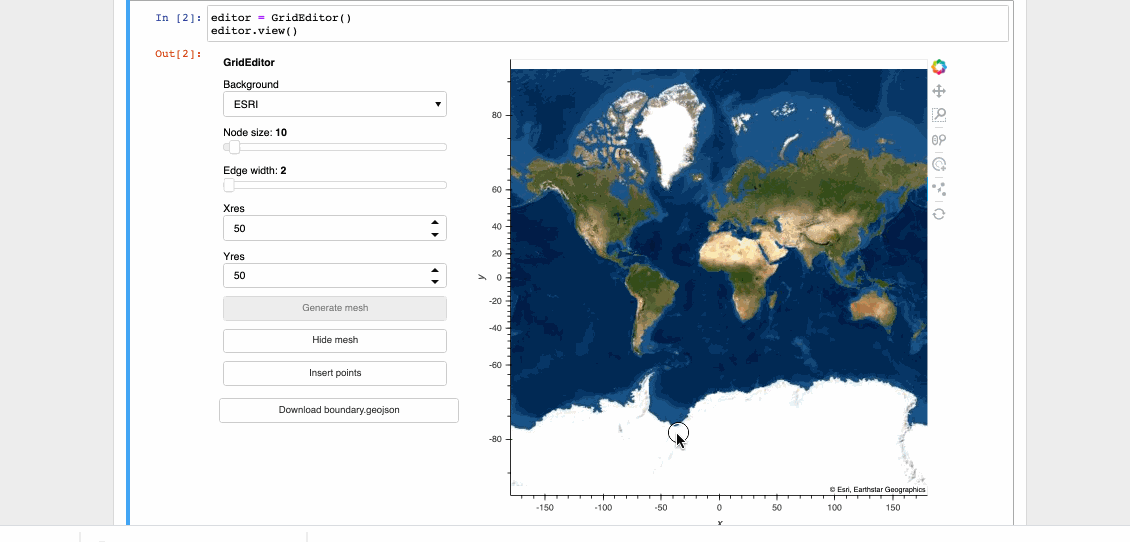 In [2]: editor = GridEditor()
editor.view()
Out[2]:
GridEditor
Background
ESRI
Node size: 10
Edge width: 2
Xres
50
Yres
50
Generate mesh
Hide mesh
Insert points
Download boundary.geojson
y
80
60
40
20
0
-20
-40
-60
-80
© Esri, Earthstar Geographics
-150 -100 -50 0 50 100 150
x